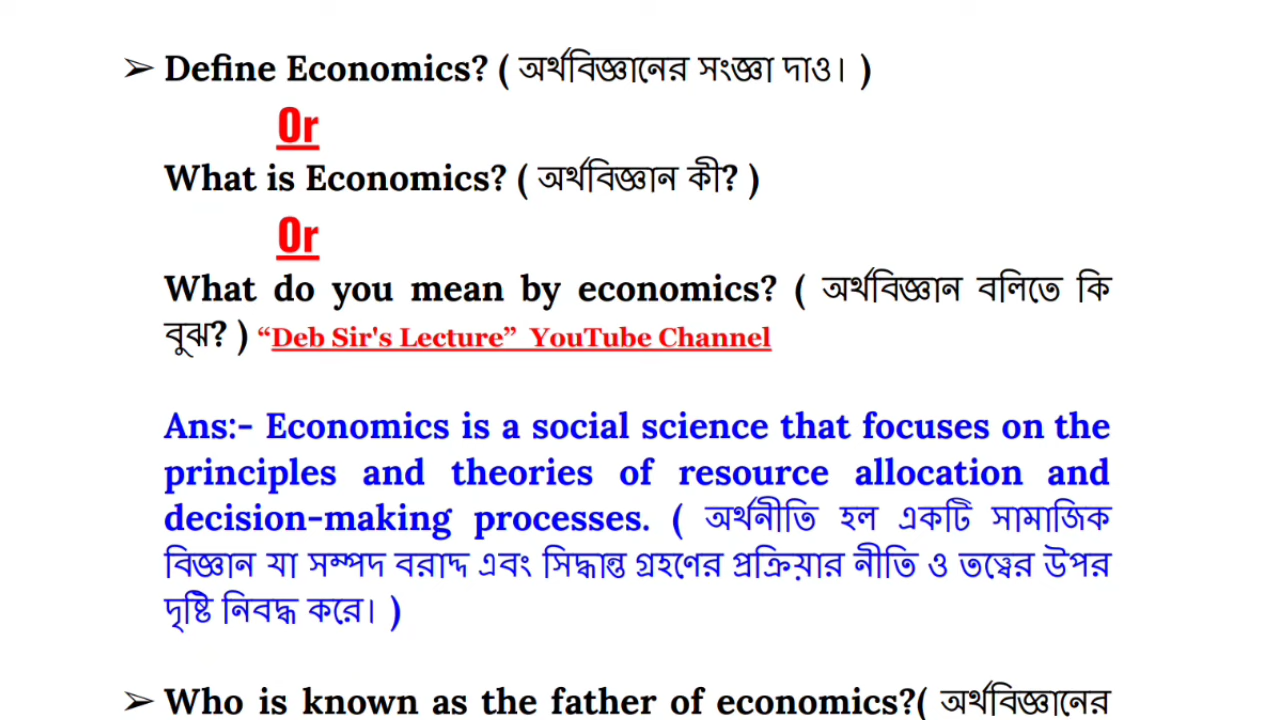 ➢ Define Economics? ( অর্থবিজ্ঞানের সংজ্ঞা দাও। )
Or
What is Economics? ( অর্থবিজ্ঞান কী? )
Or
What do you mean by economics? ( অর্থবিজ্ঞান বলিতে কি
বুঝ? ) “Deb Sir's Lecture” YouTube Channel
Ans:- Economics is a social science that focuses on the
principles and theories of resource allocation and
decision-making processes. ( অর্থনীতি হল একটি সামাজিক
বিজ্ঞান যা সম্পদ বরাদ্দ এবং সিদ্ধান্ত গ্রহণের প্রক্রিয়ার নীতি ও তত্ত্বের উপর
দৃষ্টি নিবদ্ধ করে। )
➢ Who is known as the father of economics?( অর্থবিজ্ঞানের